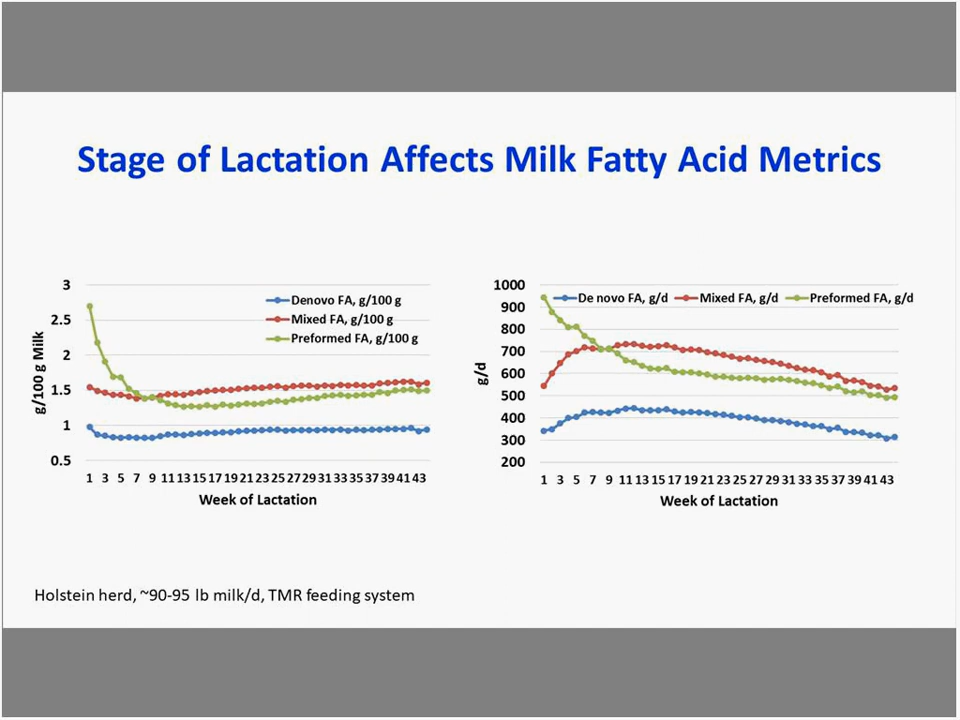 Stage of Lactation Affects Milk Fatty Acid Metrics
g/100 g Milk
3
2.5
2
1.5
1
0.5
Denovo FA, g/100 g
Mixed FA, g/100 g
Preformed FA, g/100 g
1 3 5 7 9 11 13 15 17 19 21 23 25 27 29 31 33 35 37 39 41 43
Week of Lactation
g/d
1000
900
800
700
600
500
400
300
200
De novo FA, g/d Mixed FA, g/d Preformed FA, g/d
1 3 5 7 9 11 13 15 17 19 21 23 25 27 29 31 33 35 37 39 41 43
Week of Lactation
Holstein herd, ~90-95 lb milk/d, TMR feeding system